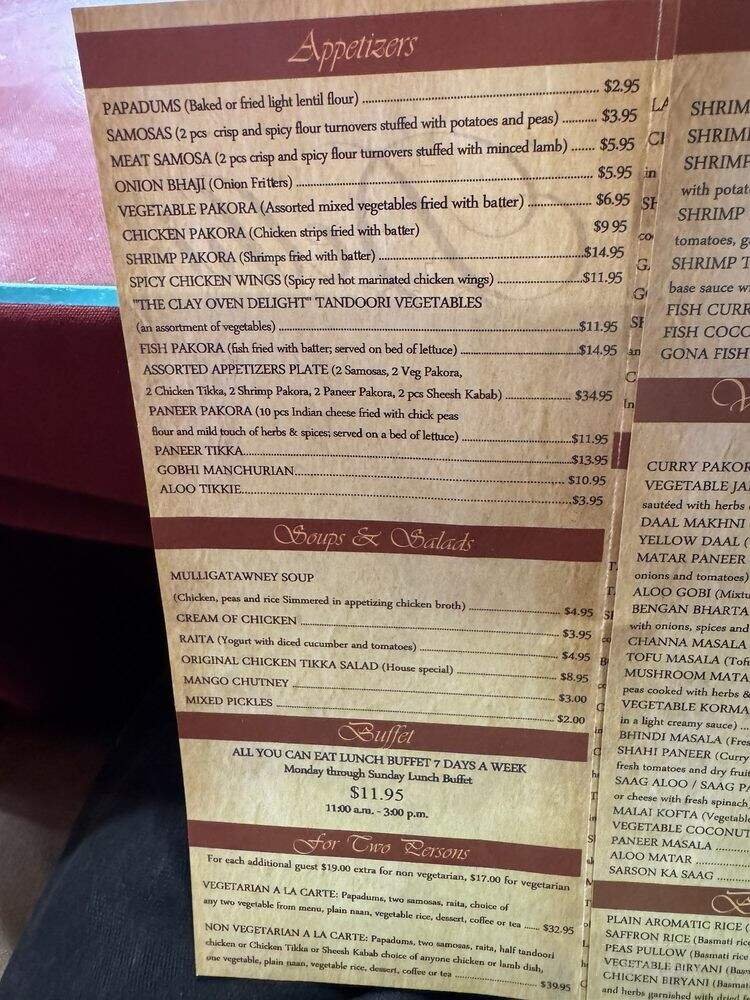 Appetizers
PAPADUMS (Baked or fried light lentil flour) ........ $2.95
SAMOSAS (2 pcs crisp and spicy flour turnovers stuffed with potatoes and peas) .......... $3.95
MEAT SAMOSA (2 pcs crisp and spicy flour turnovers stuffed with minced lamb) ....... $5.95
ONION BHAJI (Onion Fritters) ........ $5.95
VEGETABLE PAKORA (Assorted mixed vegetables fried with batter) ........ $6.95
CHICKEN PAKORA (Chicken strips fried with batter) $9 95
SHRIMP PAKORA (Shrimps fried with batter) ........ $14.95
SPICY CHICKEN WINGS (Spicy red hot marinated chicken wings) ........ $11.95
"THE CLAY OVEN DELIGHT" TANDOORI VEGETABLES
(an assortment of vegetables) ........ $11.95
FISH PAKORA (fish fried with batter; served on bed of lettuce) ........ $14.95
ASSORTED APPETIZERS PLATE (2 Samosas, 2 Veg Pakora,
2 Chicken Tikka, 2 Shrimp Pakora, 2 Paneer Pakora, 2 pcs Sheesh Kabab) ........ $34.95
PANEER PAKORA (10 pcs Indian cheese fried with chick peas
flour and mild touch of herbs & spices; served on a bed of lettuce) ........ $11.95
PANEER TIKKA ........ $13.95
GOBHI MANCHURIAN ........ $10.95
ALOO TIKKIE ........ $3.95
Soups & Salads
MULLIGATAWNEY SOUP
(Chicken, peas and rice Simmered in appetizing chicken broth) ........ $4.95
CREAM OF CHICKEN ........ $3.95
RAITA (Yogurt with diced cucumber and tomatoes) ........ $4.95
ORIGINAL CHICKEN TIKKA SALAD (House special) ........ $8.95
MANGO CHUTNEY ........ $3.00
MIXED PICKLES ........ $2.00
Buffet
ALL YOU CAN EAT LUNCH BUFFET 7 DAYS A WEEK
Monday through Sunday Lunch Buffet
$11.95
11:00 a.m. - 3:00 p.m.
For Two Persons
For each additional guest $19.00 extra for non vegetarian, $17.00 for vegetarian
VEGETARIAN A LA CARTE: Papadums, two samosas, raita, choice of
any two vegetable from menu, plain naan, vegetable rice, dessert, coffee or tea ...... $32.95
NON VEGETARIAN A LA CARTE: Papadums, two samosas, raita, half tandoori
chicken or Chicken Tikka or Sheesh Kabab choice of anyone chicken or lamb dish,
one vegetable, plain naan, vegetable rice, dessert, coffee or tea ........ $39.95
SHRIM
SHRIM
SHRIMP
with potat
SHRIMP
tomatoes, g
SHRIMP T
base sauce w
FISH CURR
FISH COCO
GONA FISH
CURRY PAKOR
VEGETABLE JA
sautéed with herbs
DAAL MAKHNI
YELLOW DAAL (
MATAR PANEER
onions and tomatoes)
ALOO GOBI (Mixtu
BENGAN BHARTA
with onions, spices and
CHANNA MASALA
TOFU MASALA (Tof
MUSHROOM MATA
peas cooked with herbs &
VEGETABLE KORMA
in a light creamy sauce) ...
BHINDI MASALA (Fres
SHAHI PANEER (Curry
fresh tomatoes and dry fruit
SAAG ALOO / SAAG PA
or cheese with fresh spinach
MALAI KOFTA (Vegetable
VEGETABLE COCONUT
PANEER MASALA ........
ALOO MATAR ........
SARSON KA SAAG ........
PLAIN AROMATIC RICE (
SAFFRON RICE (Basmati rice
PEAS PULLOW (Basmati rice
VEGETABLE BIRYANI (Bas
CHICKEN BIRYANI (Basmat
and herbs garnished with dried